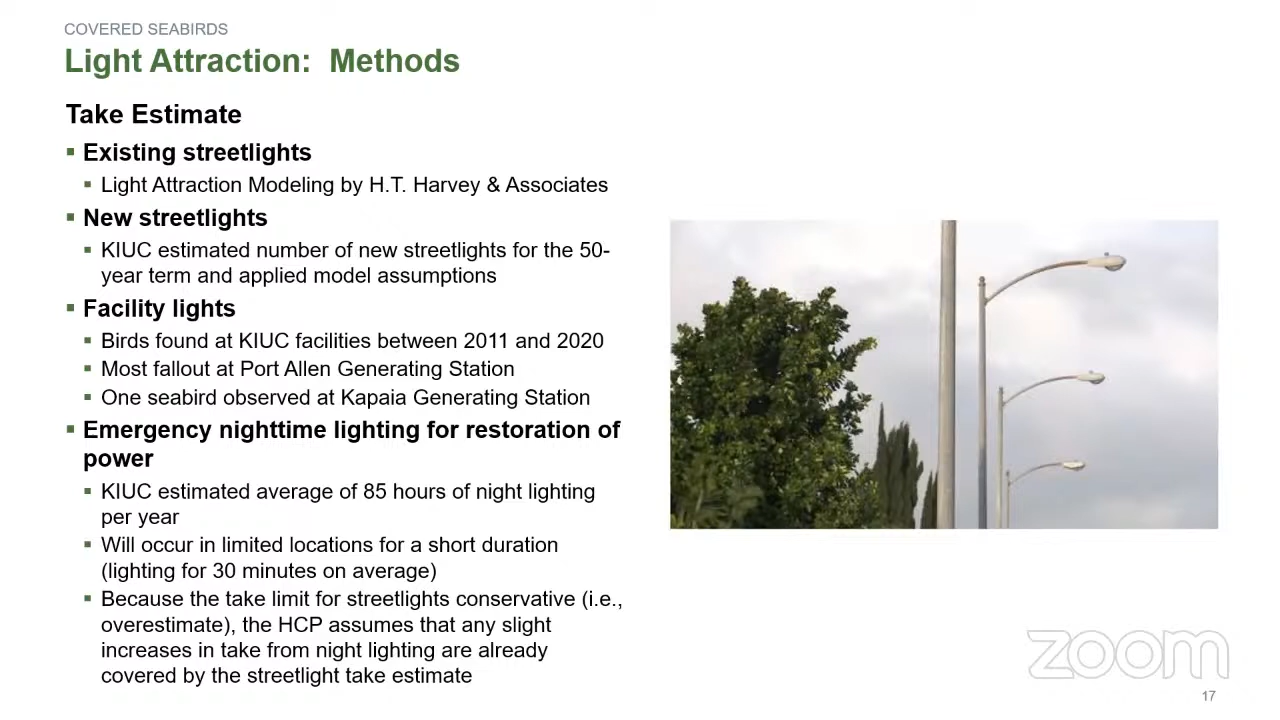 COVERED SEABIRDS
Light Attraction: Methods
Take Estimate
Existing streetlights
Light Attraction Modeling by H.T. Harvey & Associates
New streetlights
KIUC estimated number of new streetlights for the 50-
year term and applied model assumptions
Facility lights
Birds found at KIUC facilities between 2011 and 2020
Most fallout at Port Allen Generating Station
One seabird observed at Kapaia Generating Station
Emergency nighttime lighting for restoration of
power
KIUC estimated average of 85 hours of night lighting
per year
Will occur in limited locations for a short duration
(lighting for 30 minutes on average)
Because the take limit for streetlights conservative (i.e.,
overestimate), the HCP assumes that any slight
increases in take from night lighting are already
covered by the streetlight take estimate
zoom
17